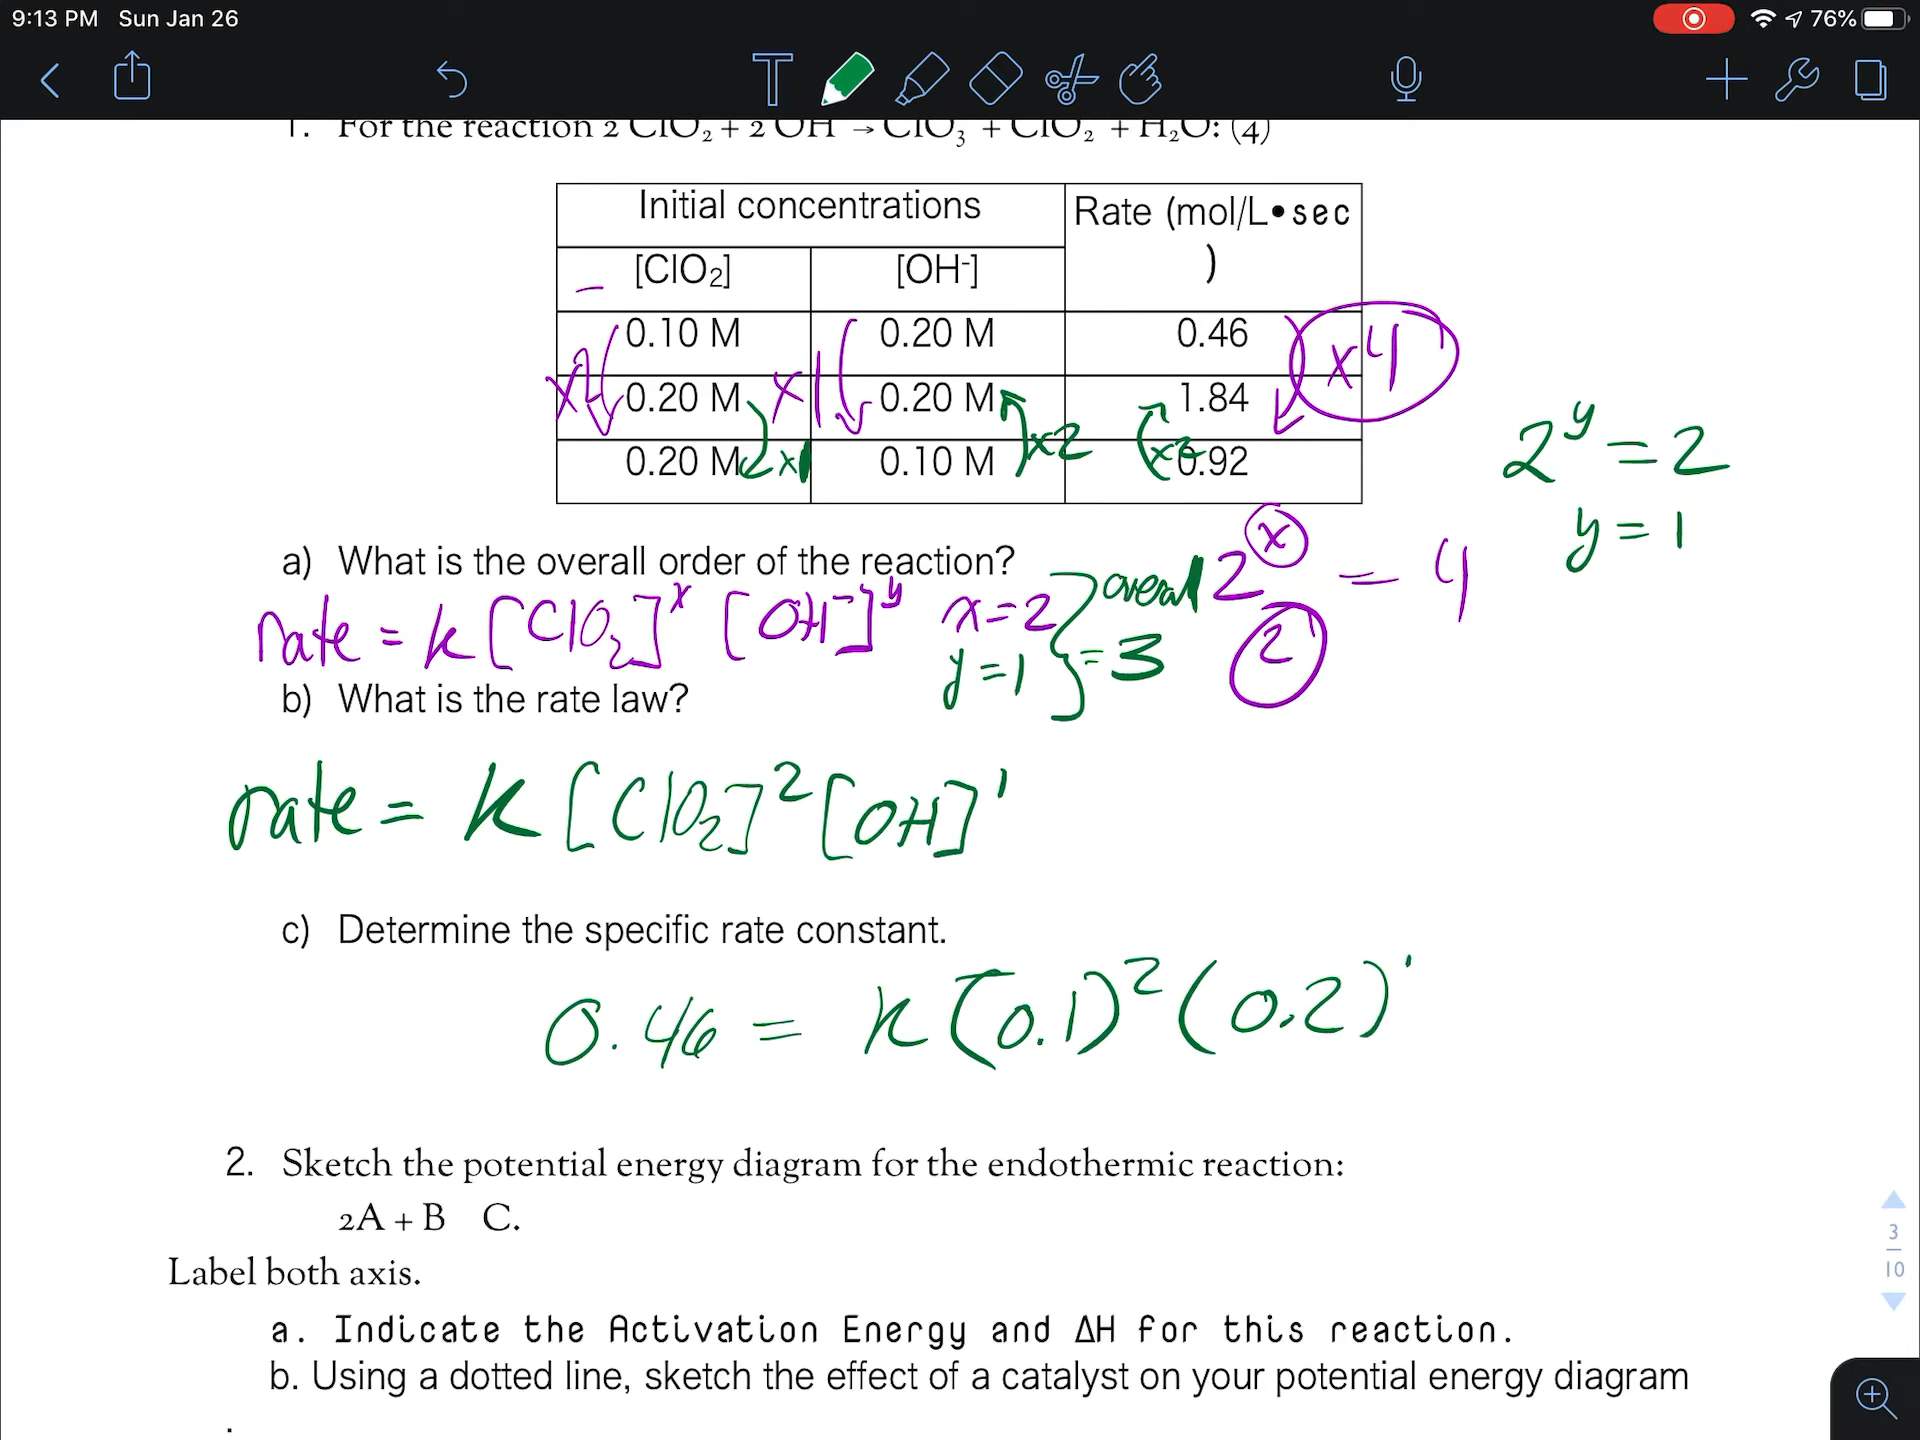 9:13 PM Sun Jan 26
76%
T
1. For the reaction 2 ClO₂ + 2 OH → ClO₃ + ClO₂ + H₂O: (4)
Initial concentrations
Rate (mol/L•sec
)
[ClO₂] [OH⁻]
0.10 M 0.20 M 0.46
x4
x2 x1
0.20 M 0.20 M 1.84
x2 x2
0.20 M x1 0.10 M 0.92
2ʸ = 2
y = 1
a) What is the overall order of the reaction?
rate = k [ClO₂]ˣ [OH⁻]ʸ x=2
y=1
overall
=3
2ˣ = 4
2
b) What is the rate law?
rate = k [ClO₂]² [OH]¹
c) Determine the specific rate constant.
0.46 = k (0.1)² (0.2)¹
2. Sketch the potential energy diagram for the endothermic reaction:
2A + B C.
Label both axis.
a. Indicate the Activation Energy and ΔH for this reaction.
b. Using a dotted line, sketch the effect of a catalyst on your potential energy diagram
.
3
10